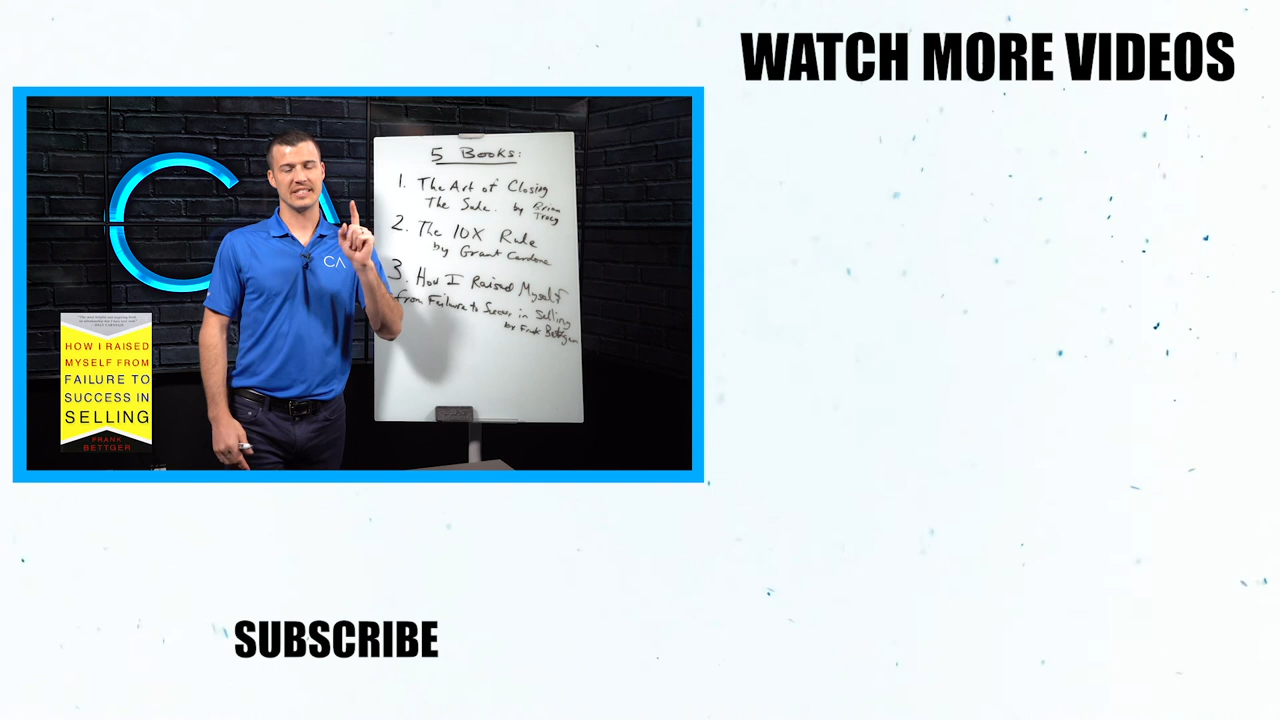 WATCH MORE VIDEOS
5 Books:
1. The Art of Closing
The Sale. by Brian
Tracy
2. The 10X Rule
by Grant Cardone
3. How I Raised Myself
from Failure to Success in Selling
by Frank Bettger
CA
CA
HOW I RAISED
MYSELF FROM
FAILURE TO
SUCCESS IN
SELLING
FRANK
BETTGER
SUBSCRIBE